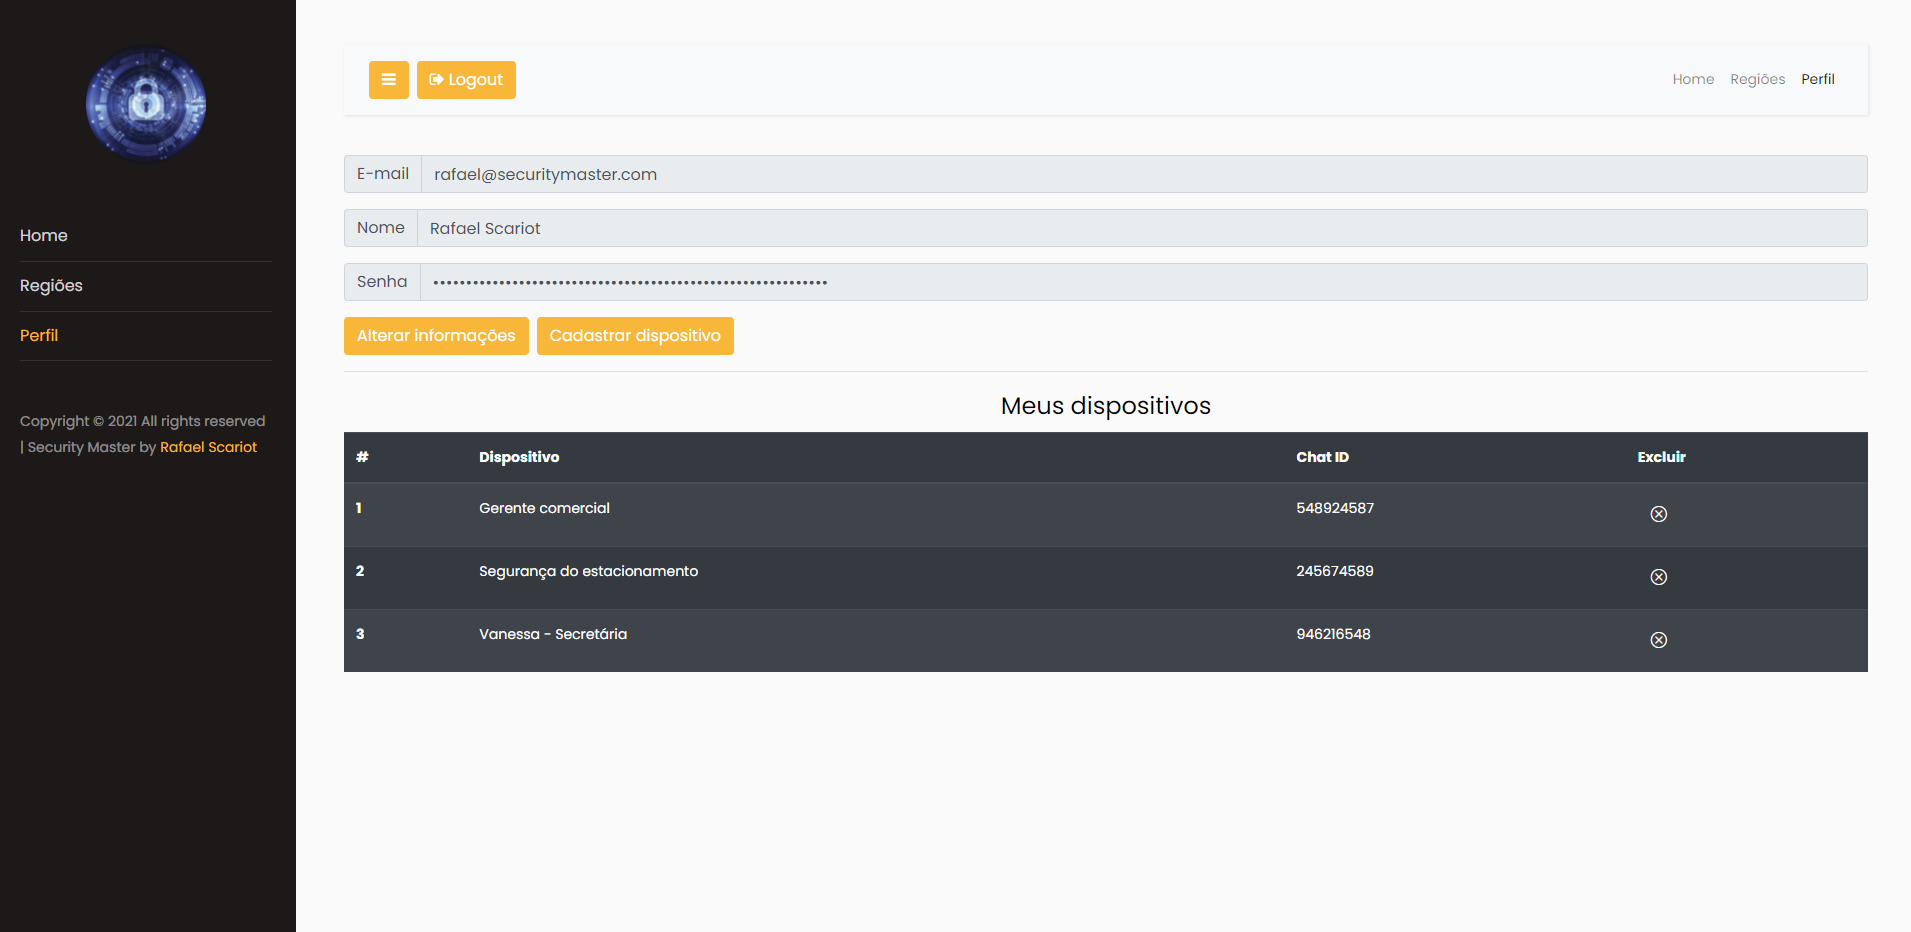 Home
Regiões
Perfil
Copyright © 2021 All rights reserved
| Security Master by Rafael Scariot
Logout
Home Regiões Perfil
E-mail rafael@securitymaster.com
Nome Rafael Scariot
Senha ••••••••••••••••••••••••••••••••••••••••••••••••••••••••••••
Alterar informações Cadastrar dispositivo
Meus dispositivos
# Dispositivo Chat ID Excluir
1 Gerente comercial 548924587
2 Segurança do estacionamento 245674589
3 Vanessa - Secretária 946216548